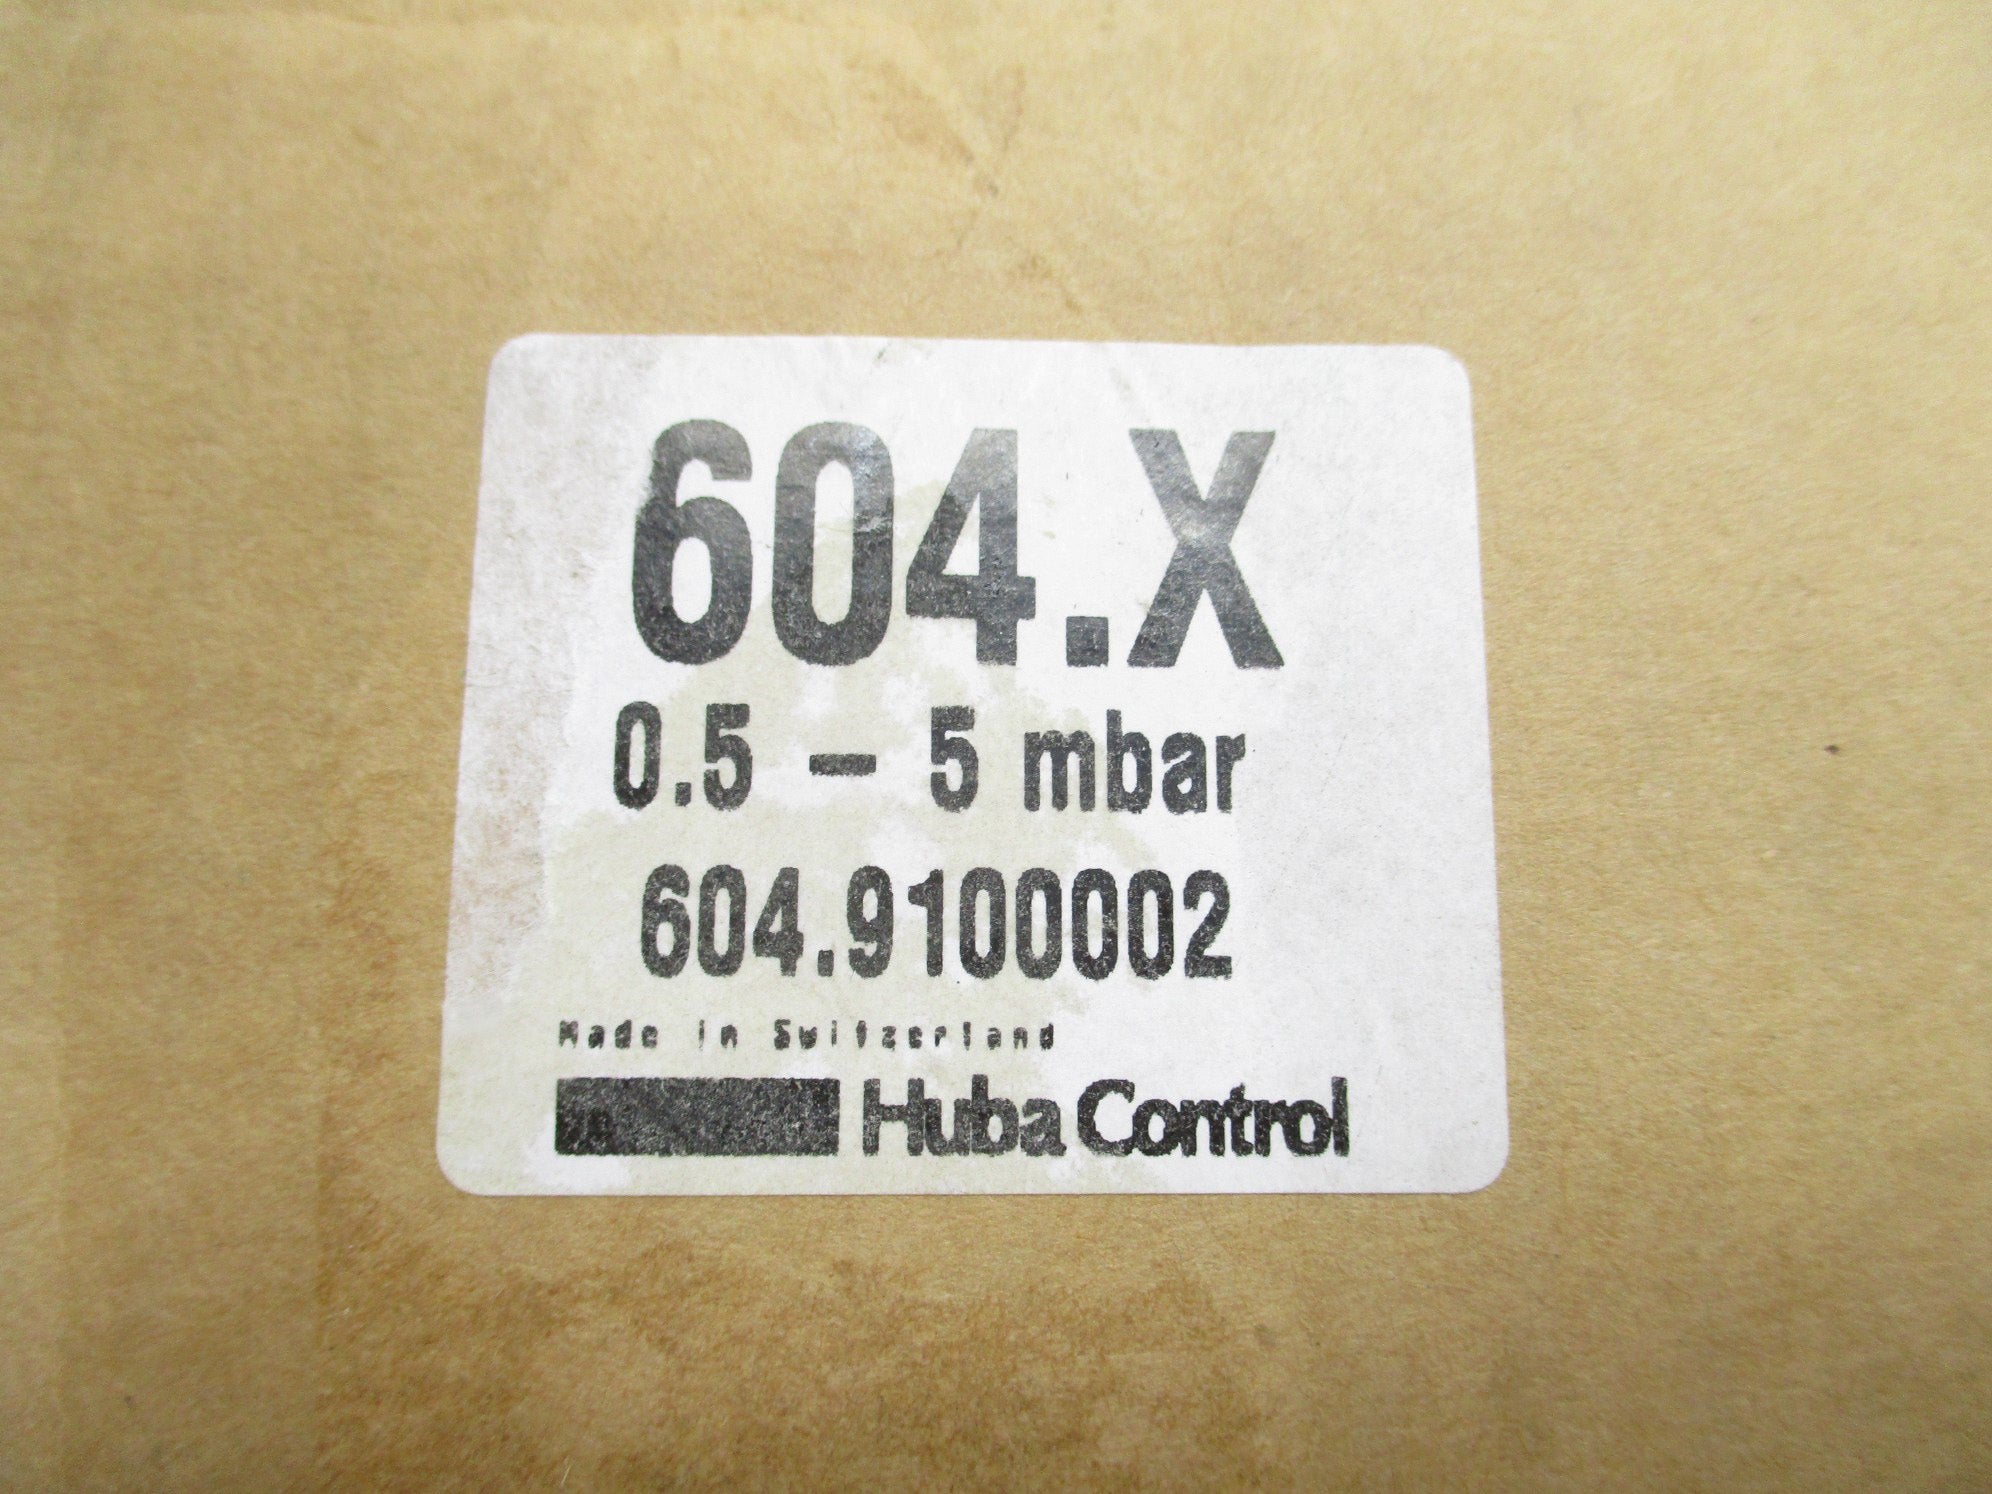 604.X
0.5 – 5 mbar
604.9100002
Made in Switzerland
Huba Control